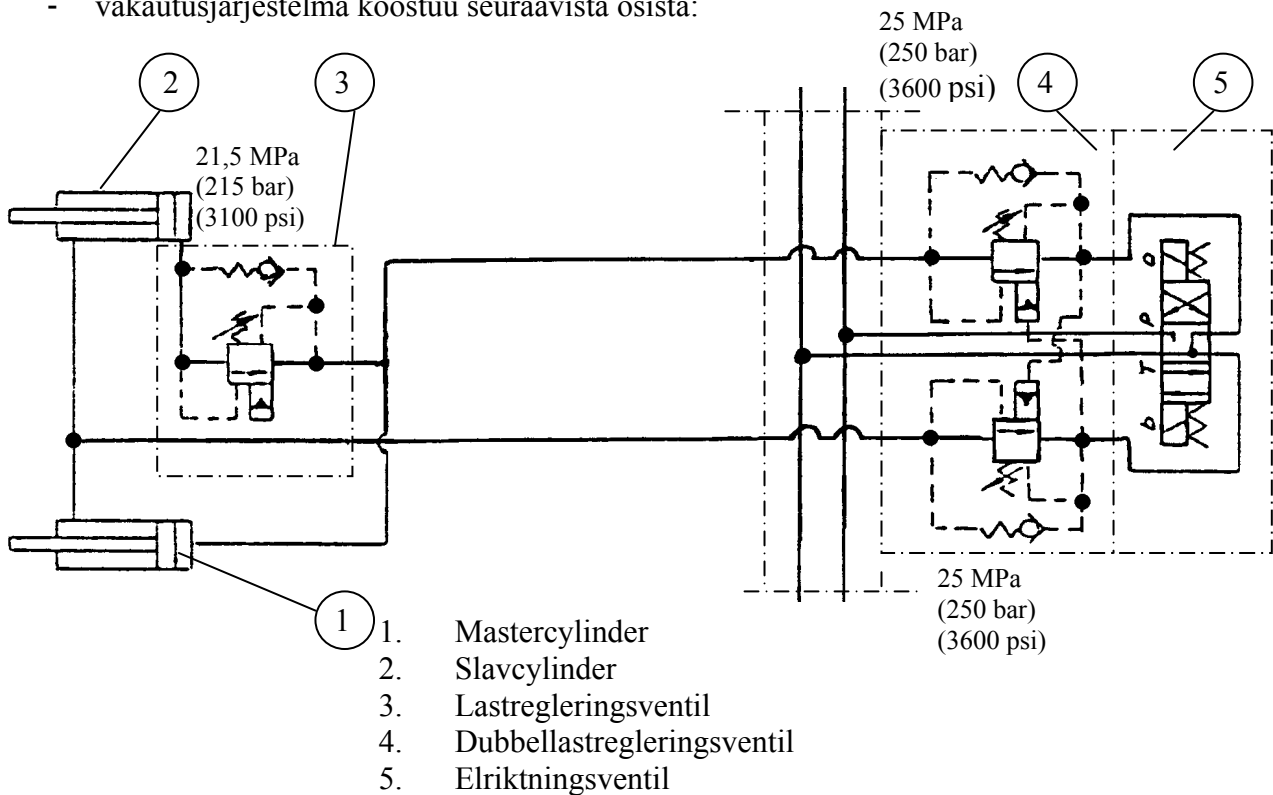 - vakautusjärjestelmä koostuu seuraavista osista:
25 MPa
(250 bar)
(3600 psi)
2
3
4
5
21,5 MPa
(215 bar)
(3100 psi)
a
P
T
b
25 MPa
(250 bar)
(3600 psi)
1
1. Mastercylinder
2. Slavcylinder
3. Lastregleringsventil
4. Dubbellastregleringsventil
5. Elriktningsventil